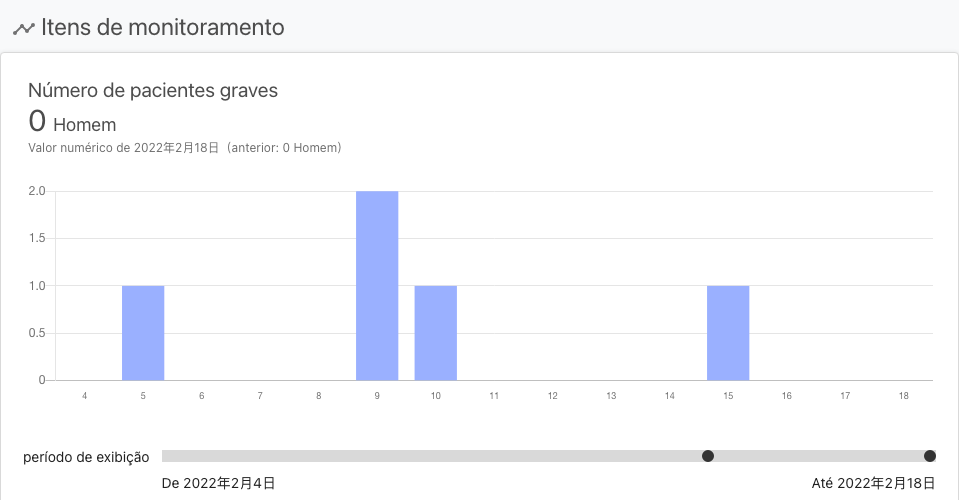 Itens de monitoramento
Número de pacientes graves
0 Homem
Valor numérico de 2022年2月18日（anterior: 0 Homem)
2.0
1.5
1.0
0.5
0
4 5 6 7 8 9 10 11 12 13 14 15 16 17 18
período de exibição
De 2022年2月4日 Até 2022年2月18日